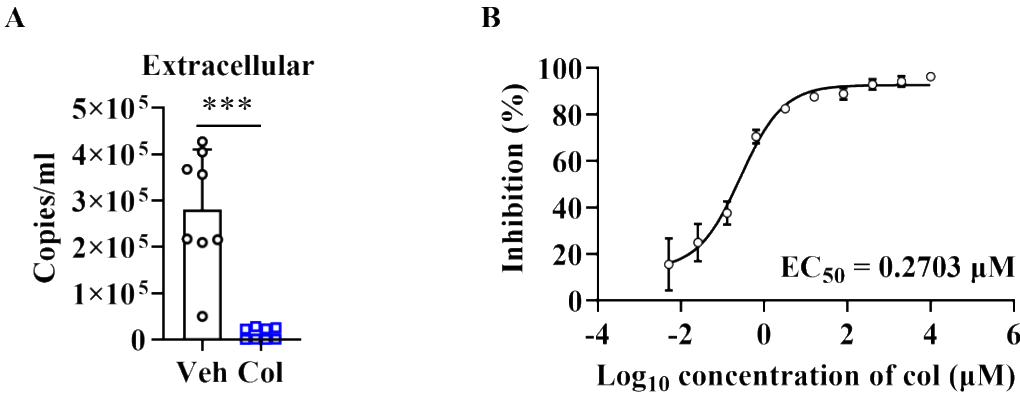 A
Extracellular
***
5×10⁵
4×10⁵
3×10⁵
2×10⁵
1×10⁵
0
Copies/ml
Veh Col
B
100
80
60
40
20
0
Inhibition (%)
EC₅₀ = 0.2703 μM
-4 -2 0 2 4 6
Log₁₀ concentration of col (μM)